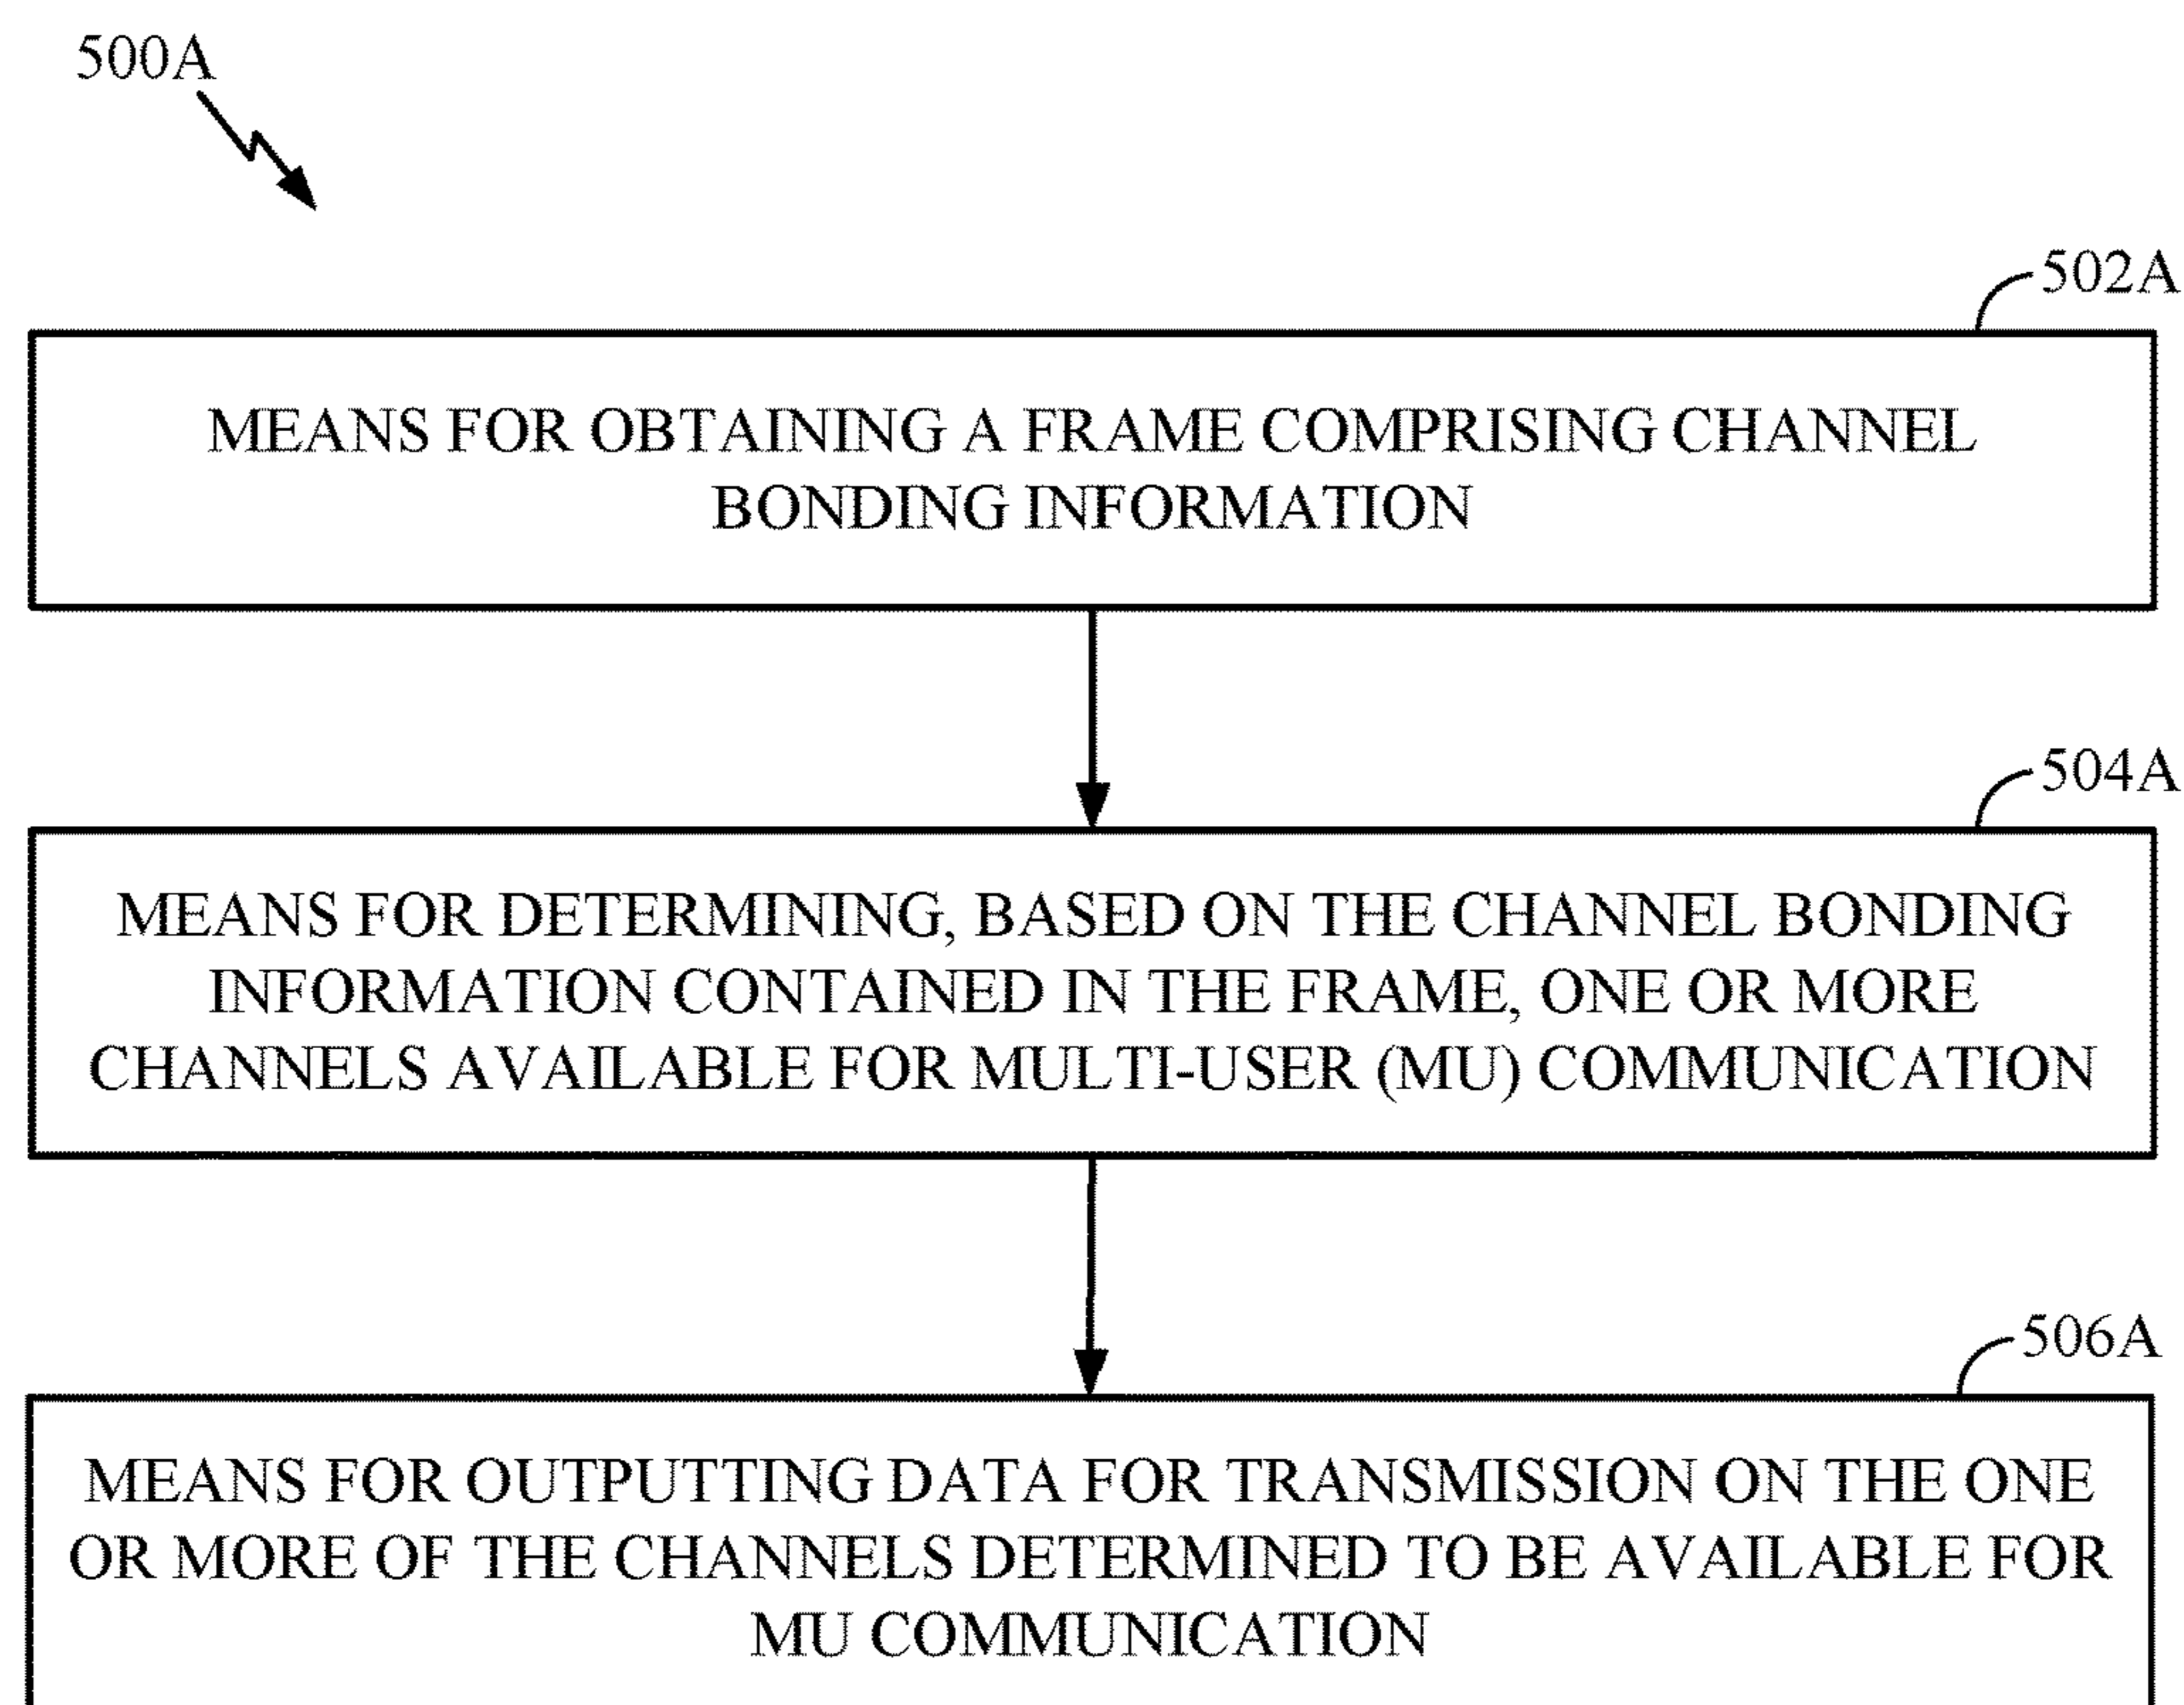 500A
502A
MEANS FOR OBTAINING A FRAME COMPRISING CHANNEL
BONDING INFORMATION
504A
MEANS FOR DETERMINING, BASED ON THE CHANNEL BONDING
INFORMATION CONTAINED IN THE FRAME, ONE OR MORE
CHANNELS AVAILABLE FOR MULTI-USER (MU) COMMUNICATION
506A
MEANS FOR OUTPUTTING DATA FOR TRANSMISSION ON THE ONE
OR MORE OF THE CHANNELS DETERMINED TO BE AVAILABLE FOR
MU COMMUNICATION